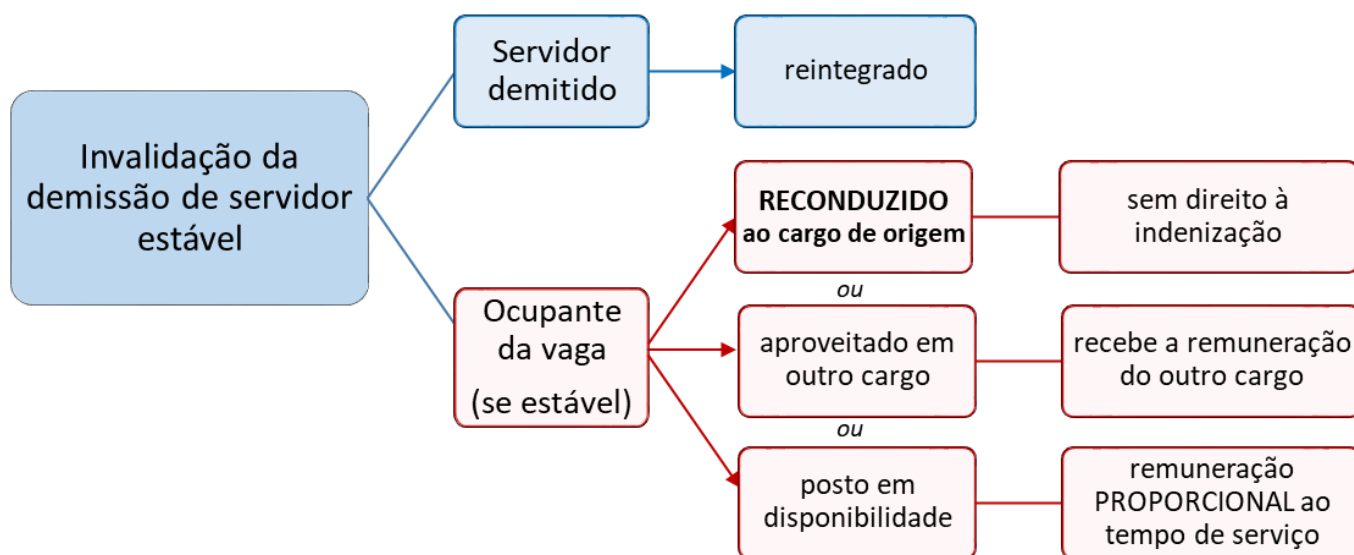 Invalidação da
demissão de servidor
estável
Servidor
demitido
reintegrado
Ocupante
da vaga
(se estável)
RECONDUZIDO
ao cargo de origem
sem direito à
indenização
ou
aproveitado em
outro cargo
recebe a remuneração
do outro cargo
ou
posto em
disponibilidade
remuneração
PROPORCIONAL ao
tempo de serviço